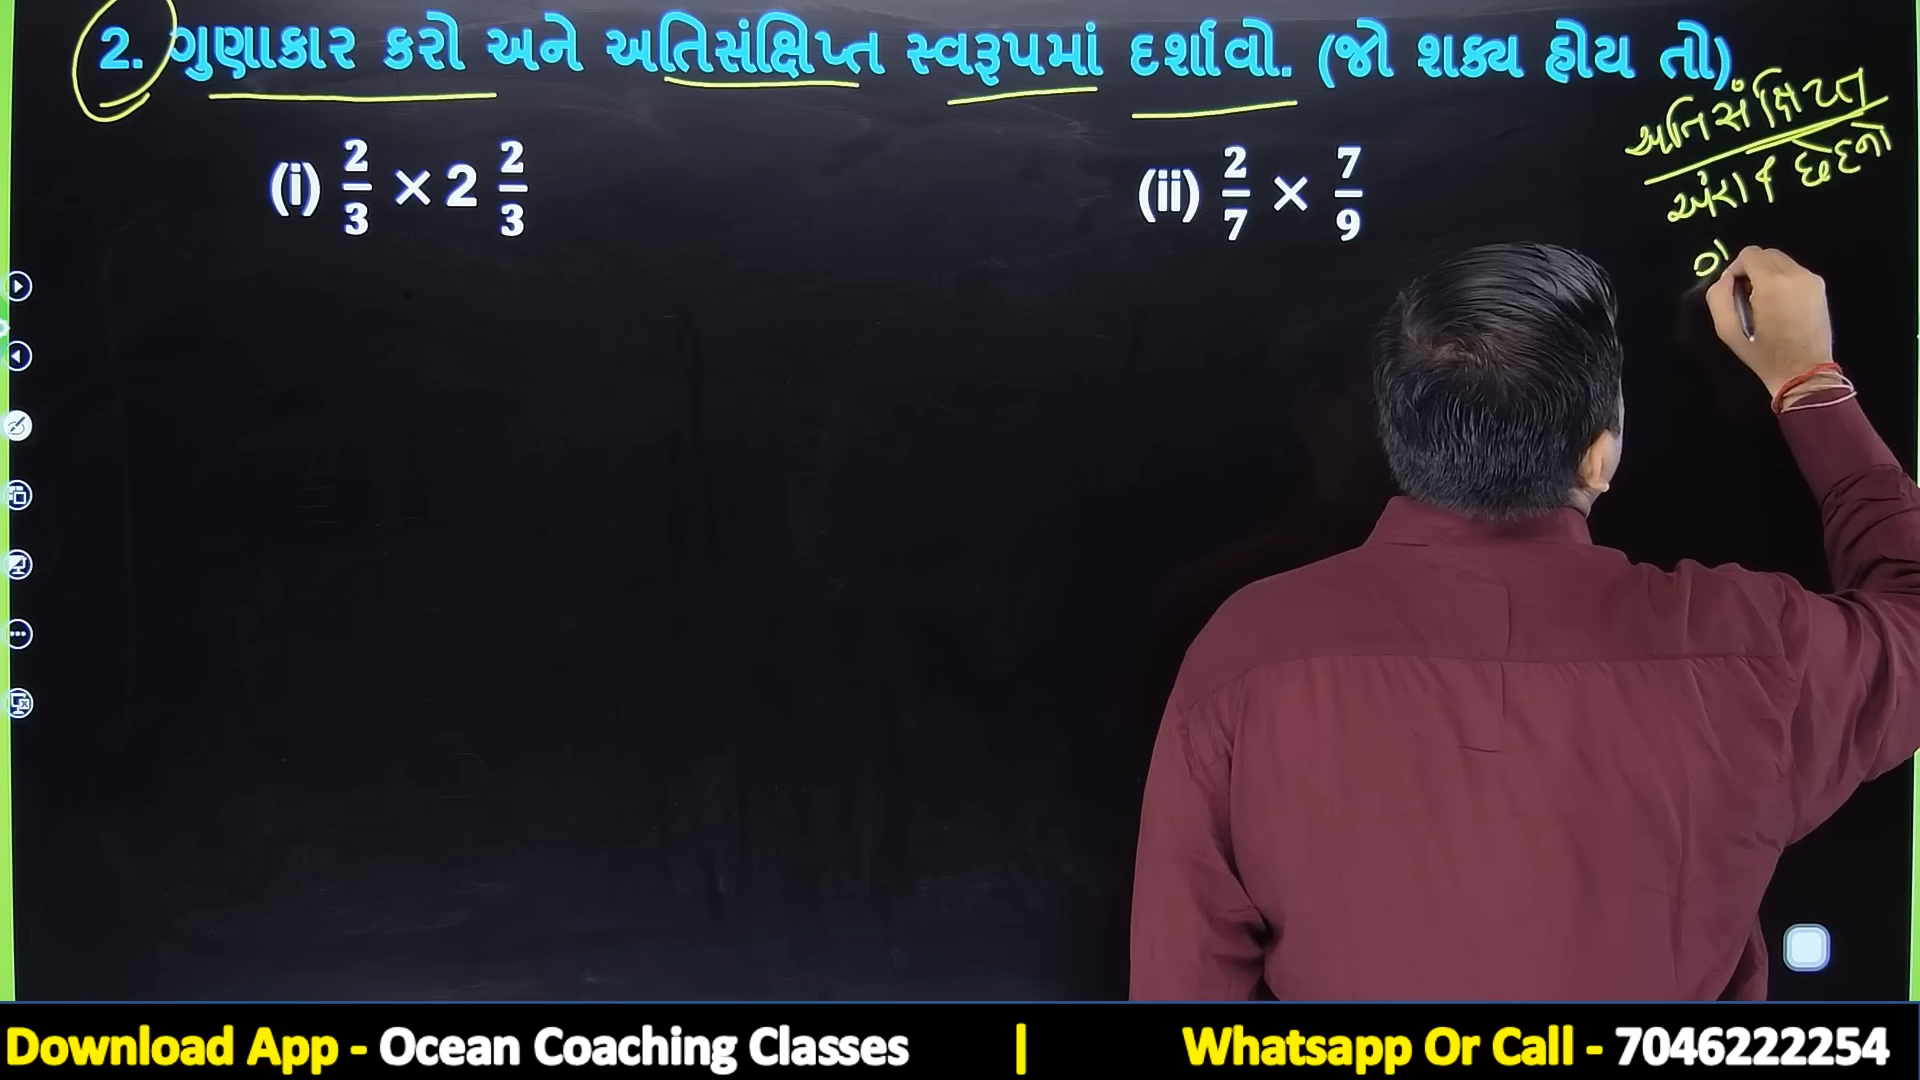 2. ગુણાકાર કરો અને અતિસંક્ષિપ્ત સ્વરૂપમાં દર્શાવો. (જો શક્ય હોય તો)
અતિસંક્ષિપ્ત
(i) 2/3 × 2 2/3
(ii) 2/7 × 7/9
Download App - Ocean Coaching Classes | Whatsapp Or Call - 7046222254